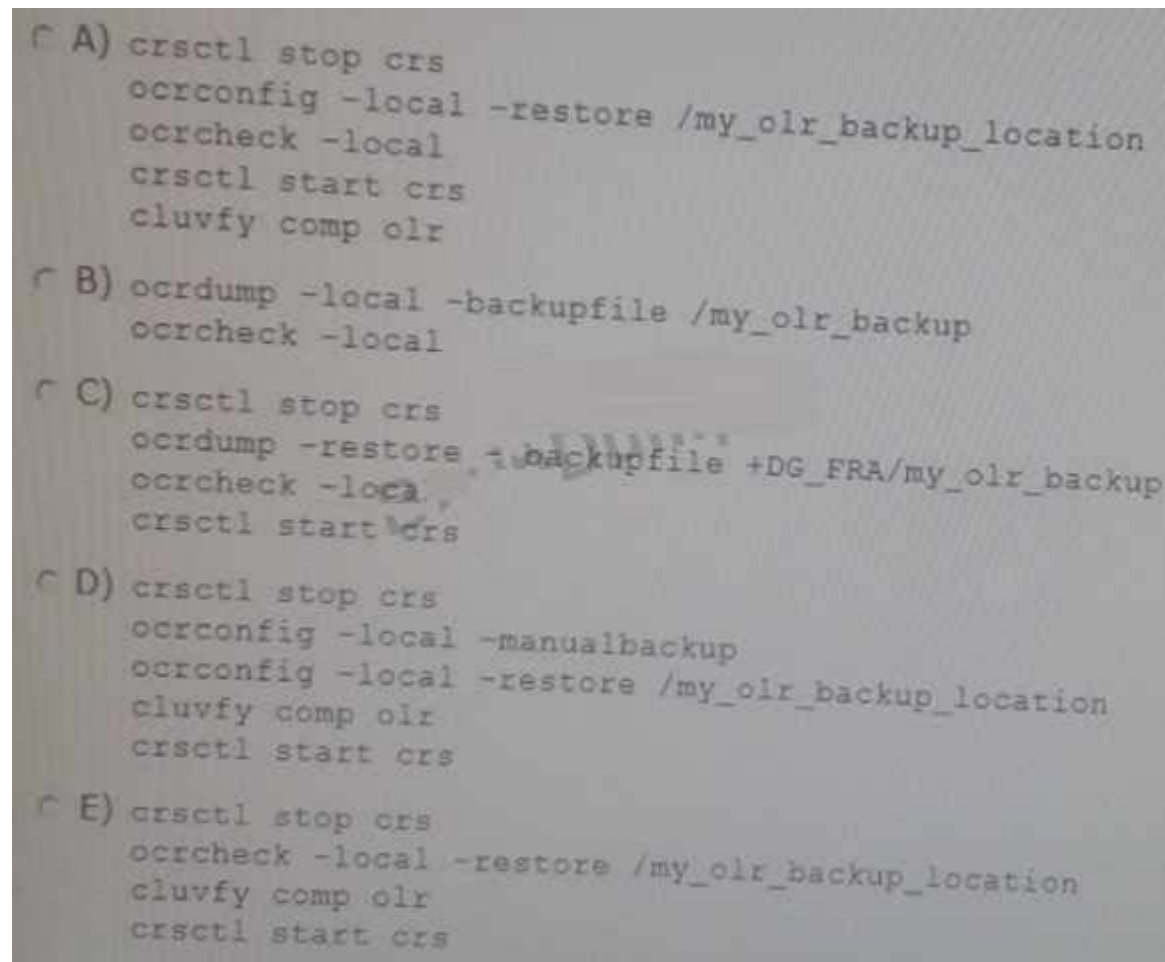 A) crsctl stop crs
ocrconfig -local -restore /my_olr_backup_location
ocrcheck -local
crsctl start crs
cluvfy comp olr
B) ocrdump -local -backupfile /my_olr_backup
ocrcheck -local
C) crsctl stop crs
ocrdump -restore - backupfile +DG_FRA/my_olr_backup
ocrcheck -loca
crsctl start crs
D) crsctl stop crs
ocrconfig -local -manualbackup
ocrconfig -local -restore /my_olr_backup_location
cluvfy comp olr
crsctl start crs
E) crsctl stop crs
ocrcheck -local -restore /my_olr_backup_location
cluvfy comp olr
crsctl start crs